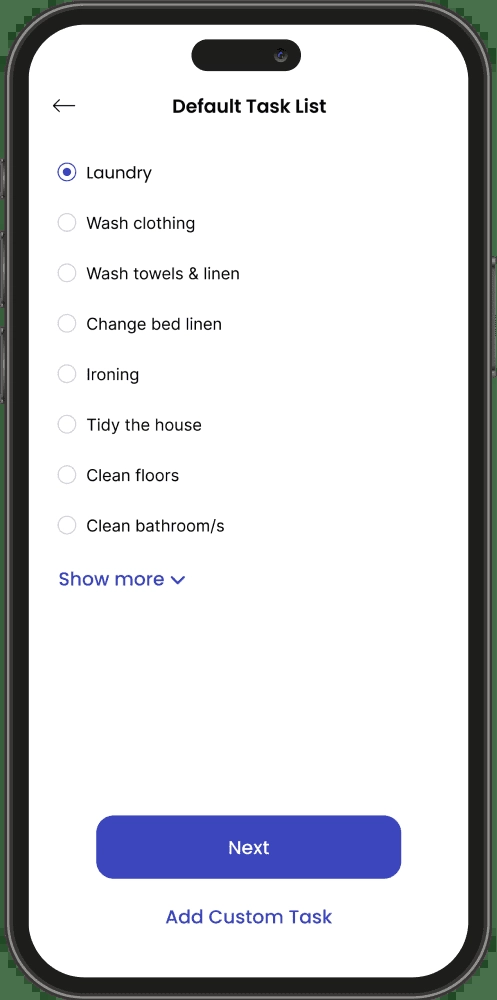 Default Task List
Laundry
Wash clothing
Wash towels & linen
Change bed linen
Ironing
Tidy the house
Clean floors
Clean bathroom/s
Show more
Next
Add Custom Task